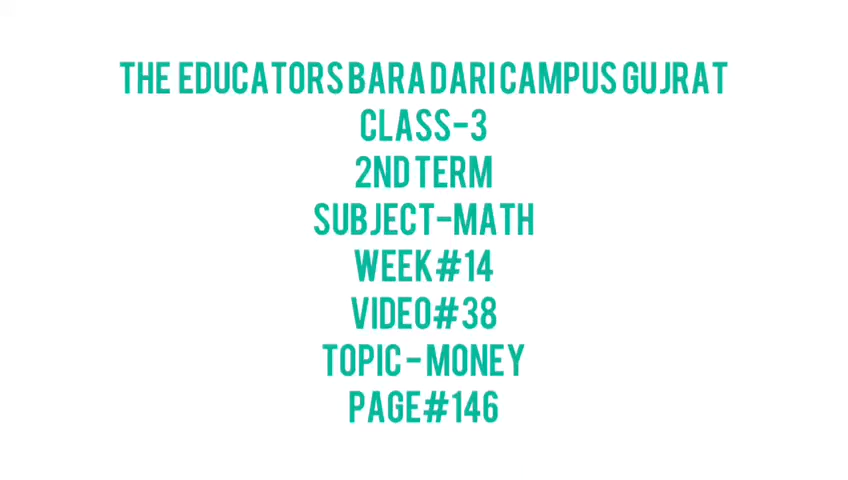 THE EDUCATORS BARA DARI CAMPUS GUJRAT
CLASS-3
2ND TERM
SUBJECT-MATH
WEEK#14
VIDEO#38
TOPIC - MONEY
PAGE#146